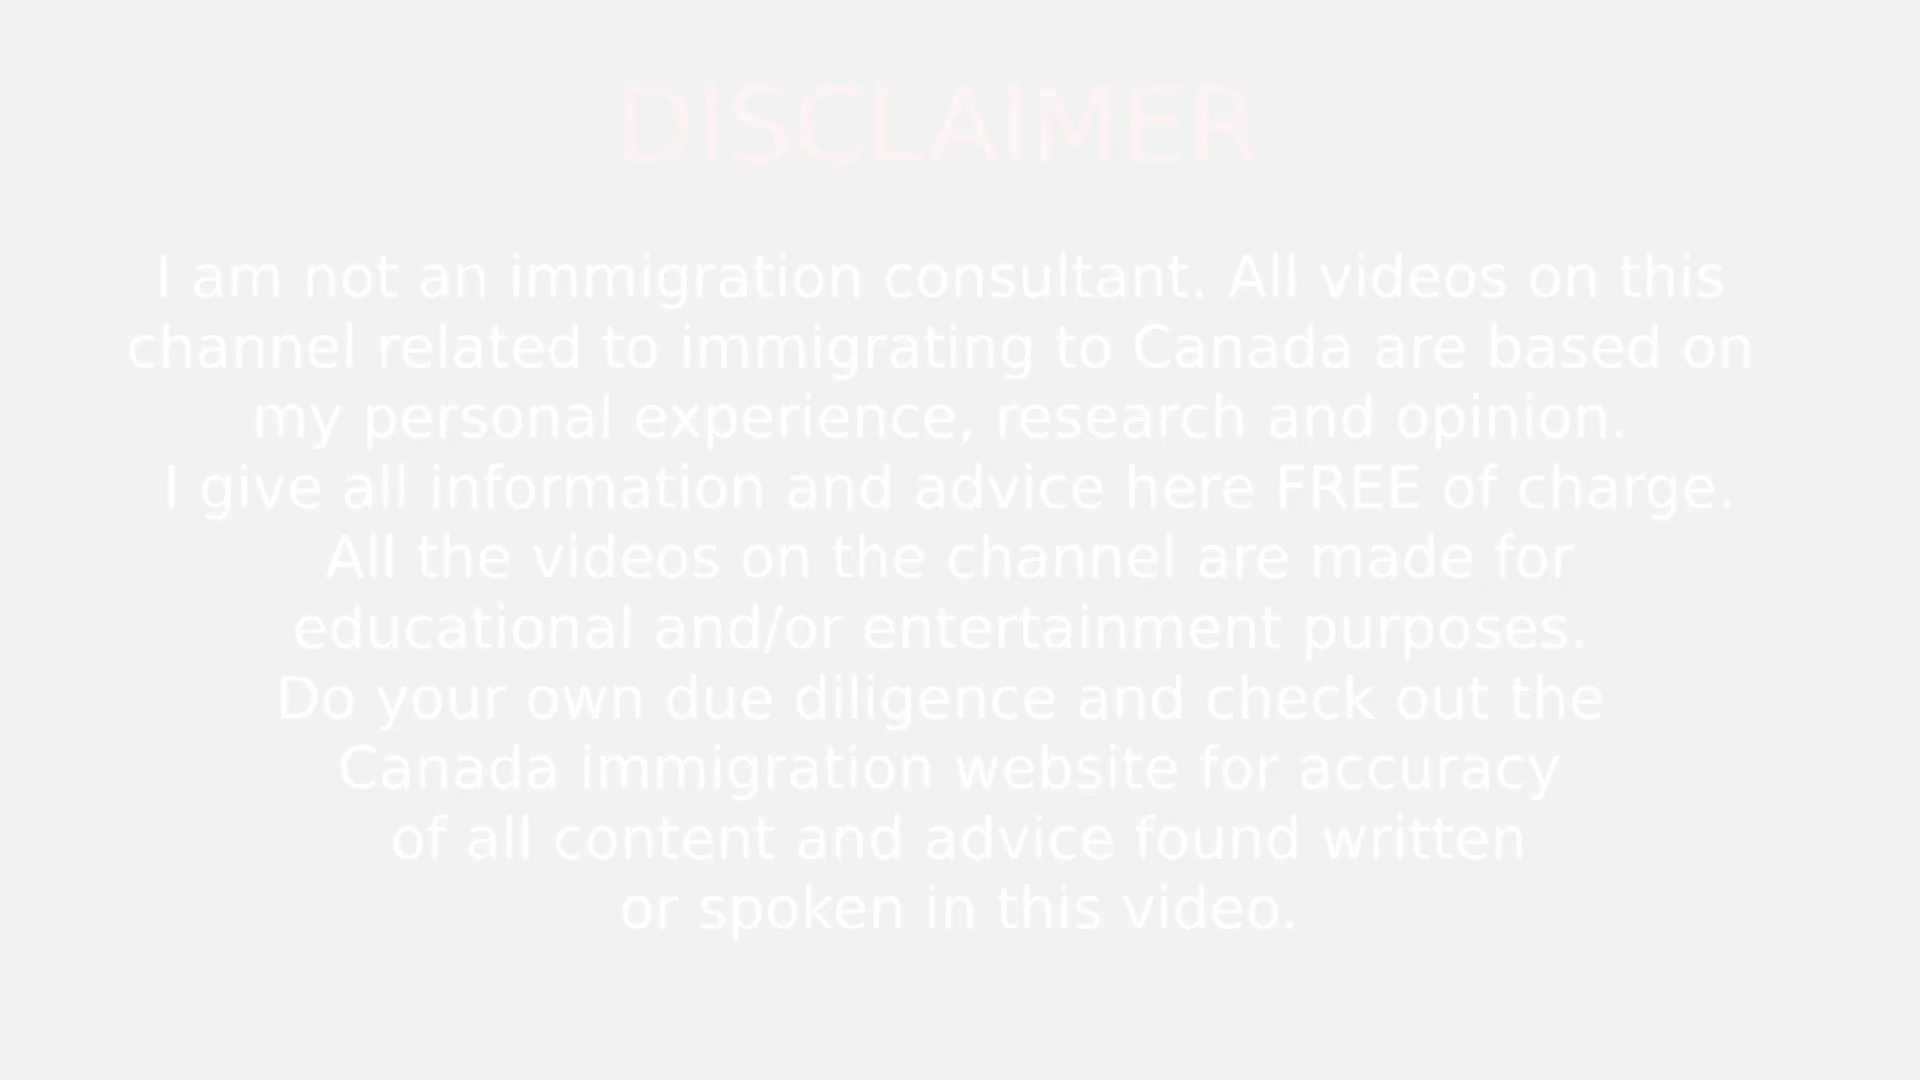 DISCLAIMER
I am not an immigration consultant. All videos on this
channel related to immigrating to Canada are based on
my personal experience, research and opinion.
I give all information and advice here FREE of charge.
All the videos on the channel are made for
educational and/or entertainment purposes.
Do your own due diligence and check out the
Canada immigration website for accuracy
of all content and advice found written
or spoken in this video.